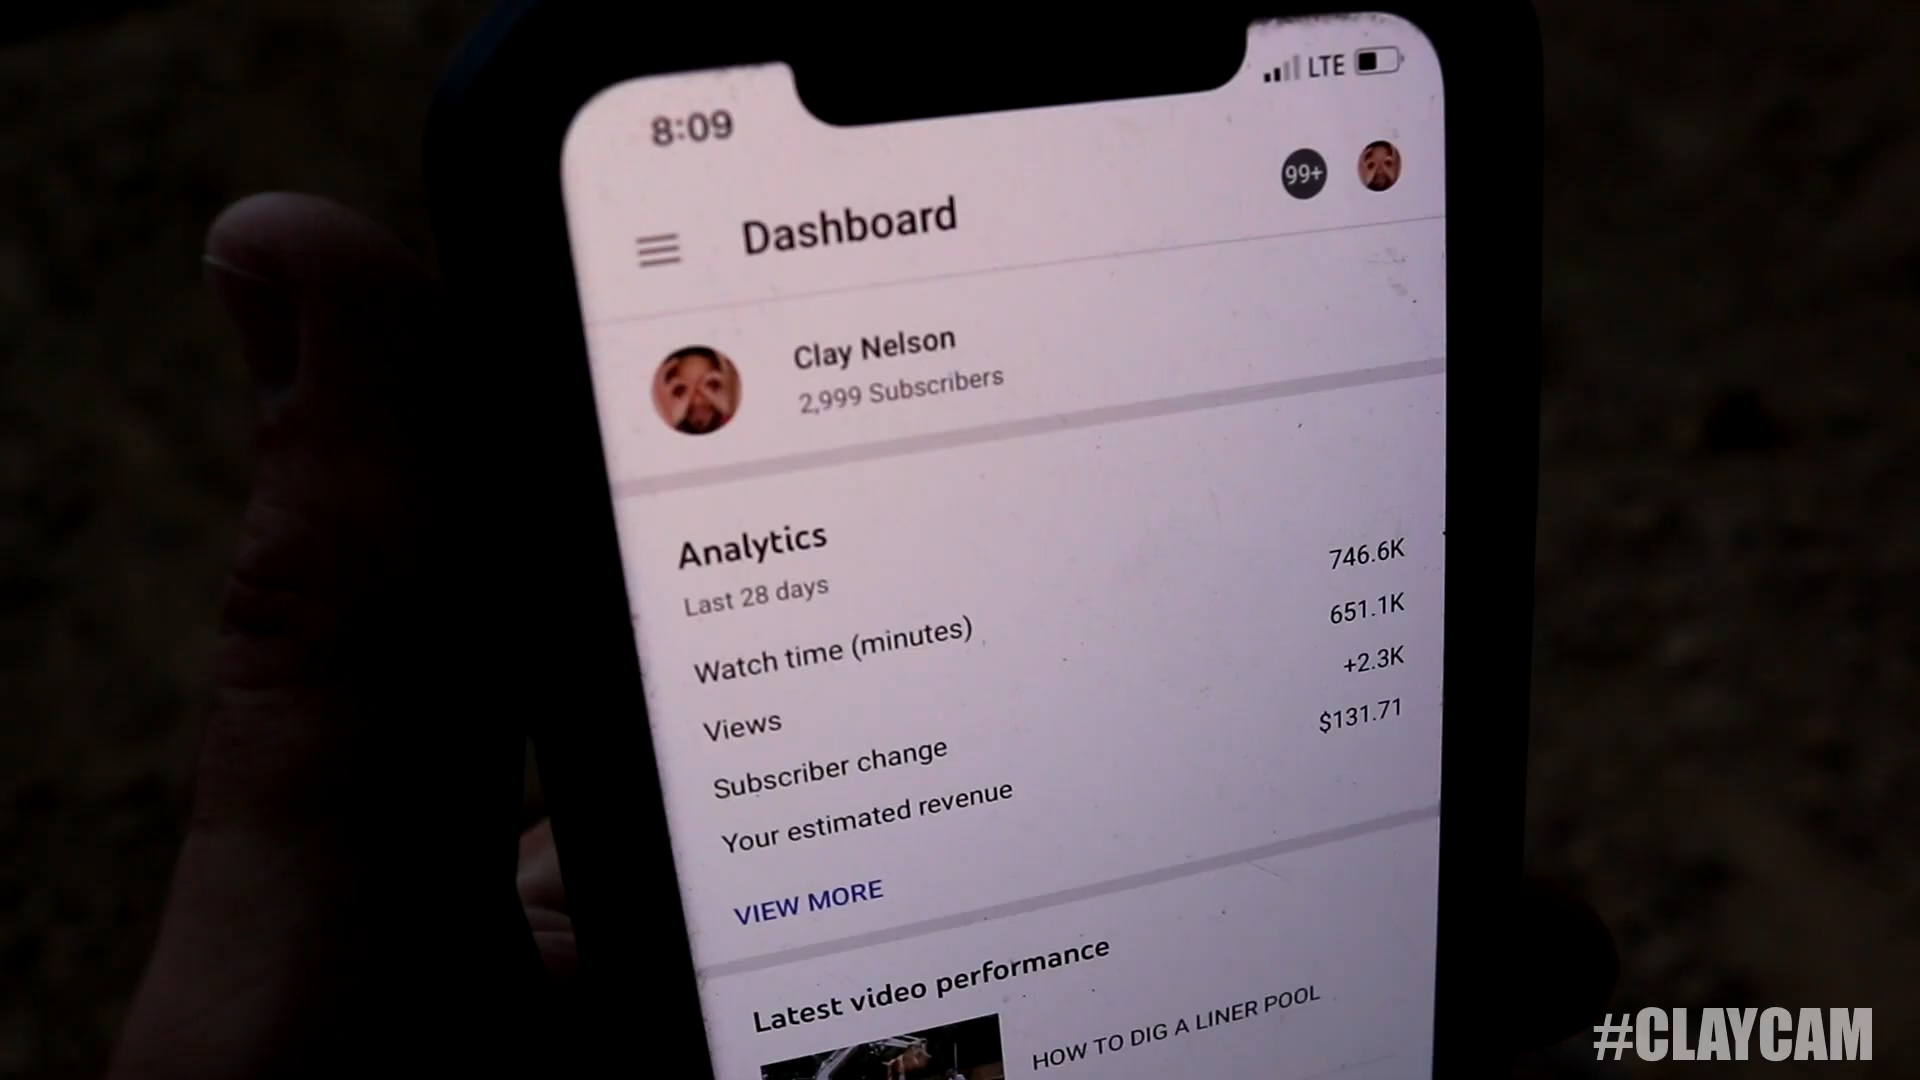 8:09
LTE
Dashboard
99+
Clay Nelson
2,999 Subscribers
Analytics
Last 28 days
Watch time (minutes) 746.6K
Views 651.1K
Subscriber change +2.3K
Your estimated revenue $131.71
VIEW MORE
Latest video performance
HOW TO DIG A LINER POOL
#CLAYCAM